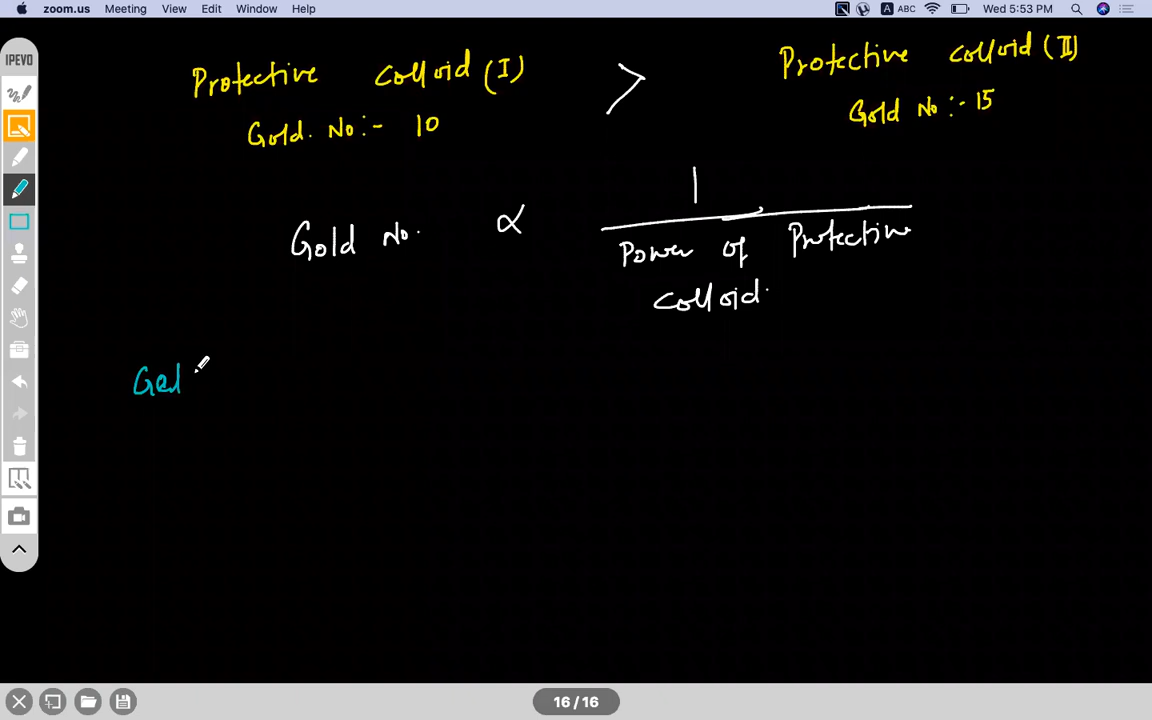 zoom.us Meeting View Edit Window Help
A ABC Wed 5:53 PM
IPEVO
Protective Colloid (I) > Protective Colloid (II)
Gold. No :- 10 Gold No :- 15
Gold No. ∝ 1
Power of Protective
Colloid.
Gel
16 / 16